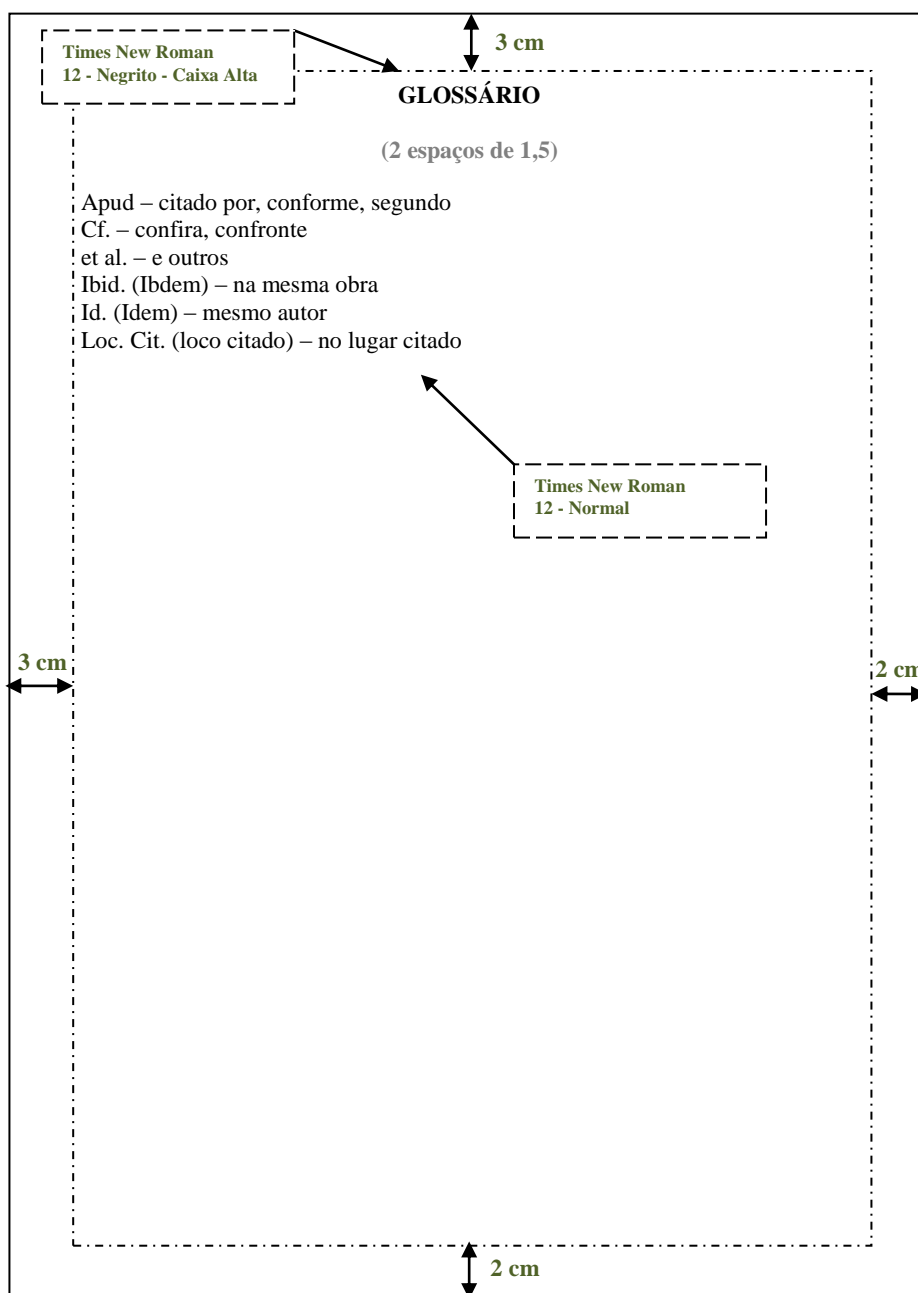 3 cm
Times New Roman
12 - Negrito - Caixa Alta
GLOSSÁRIO
(2 espaços de 1,5)
Apud – citado por, conforme, segundo
Cf. – confira, confronte
et al. – e outros
Ibid. (Ibdem) – na mesma obra
Id. (Idem) – mesmo autor
Loc. Cit. (loco citado) – no lugar citado
Times New Roman
12 - Normal
3 cm
2 cm
2 cm